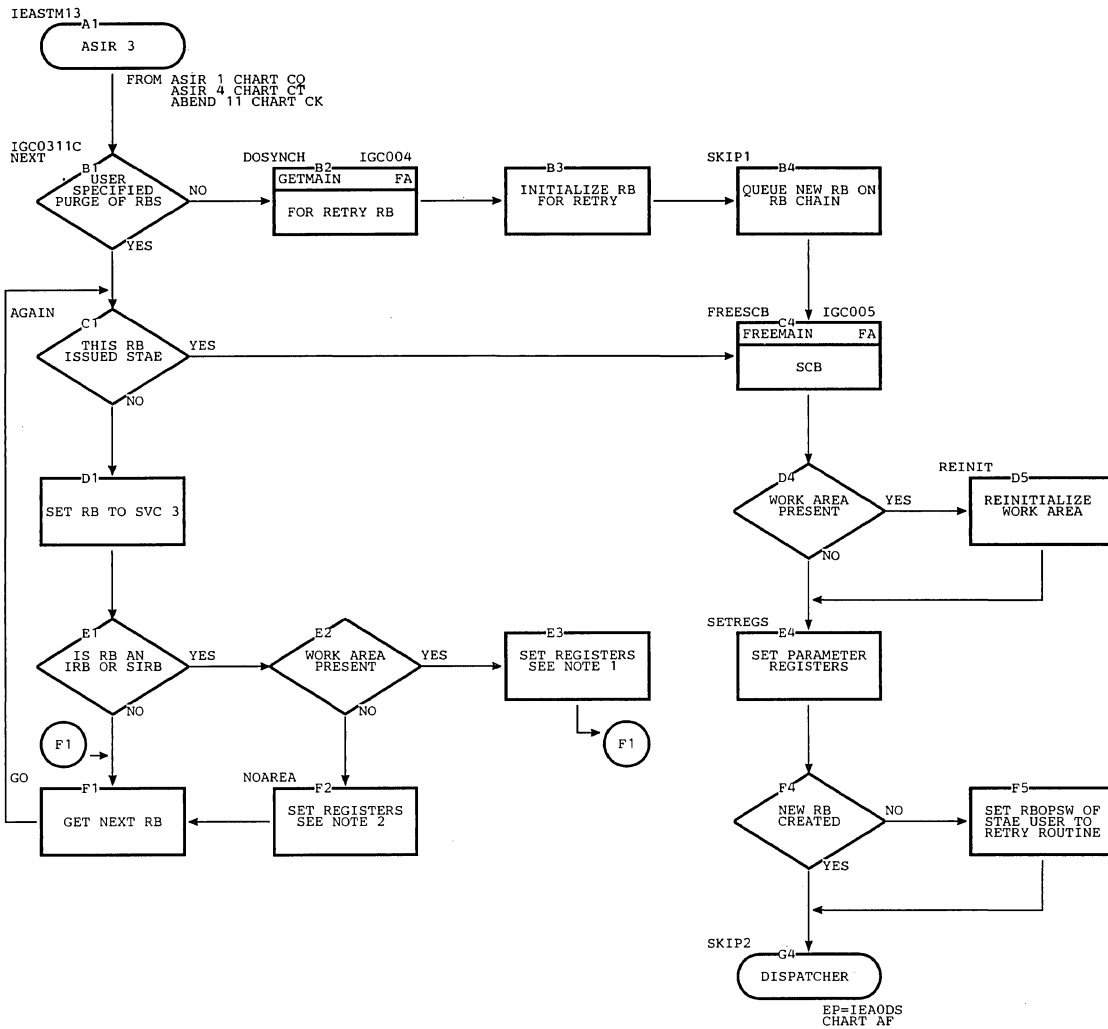 IEASTM13
A1
ASIR 3
FROM ASIR 1 CHART CQ
ASIR 4 CHART CT
ABEND 11 CHART CK
IGC0311C
NEXT
B1
USER
SPECIFIED
PURGE OF RBS
NO
YES
DOSYNCH
IGC004
B2
GETMAIN FA
FOR RETRY RB
B3
INITIALIZE RB
FOR RETRY
SKIP1
B4
QUEUE NEW RB ON
RB CHAIN
AGAIN
C1
THIS RB
ISSUED STAE
YES
NO
FREESCB
IGC005
C4
FREEMAIN FA
SCB
D1
SET RB TO SVC 3
D4
WORK AREA
PRESENT
YES
NO
REINIT
D5
REINITIALIZE
WORK AREA
E1
IS RB AN
IRB OR SIRB
YES
NO
E2
WORK AREA
PRESENT
YES
NO
E3
SET REGISTERS
SEE NOTE 1
F1
SETREGS
E4
SET PARAMETER
REGISTERS
F1
GO
F1
GET NEXT RB
NOAREA
F2
SET REGISTERS
SEE NOTE 2
F4
NEW RB
CREATED
NO
YES
F5
SET RBOPSW OF
STAE USER TO
RETRY ROUTINE
SKIP2
G4
DISPATCHER
EP=IEA0DS
CHART AF